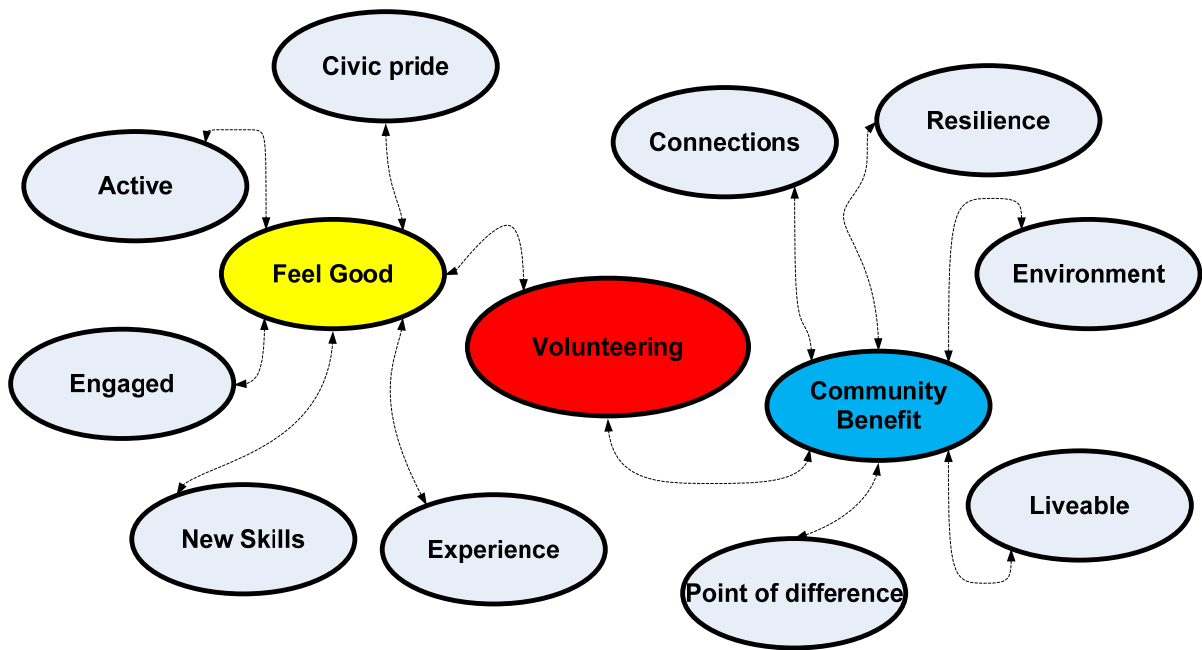 Civic pride
Connections
Resilience
Active
Feel Good
Environment
Volunteering
Engaged
Community
Benefit
New Skills
Experience
Liveable
Point of difference